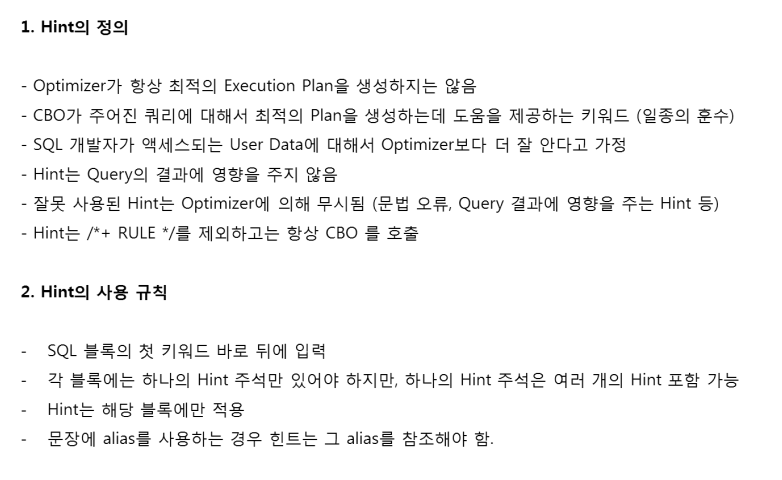 1. Hint의 정의
- Optimizer가 항상 최적의 Execution Plan을 생성하지는 않음
- CBO가 주어진 쿼리에 대해서 최적의 Plan을 생성하는데 도움을 제공하는 키워드 (일종의 훈수)
- SQL 개발자가 액세스되는 User Data에 대해서 Optimizer보다 더 잘 안다고 가정
- Hint는 Query의 결과에 영향을 주지 않음
- 잘못 사용된 Hint는 Optimizer에 의해 무시됨 (문법 오류, Query 결과에 영향을 주는 Hint 등)
- Hint는 /*+ RULE */를 제외하고는 항상 CBO 를 호출
2. Hint의 사용 규칙
- SQL 블록의 첫 키워드 바로 뒤에 입력
- 각 블록에는 하나의 Hint 주석만 있어야 하지만, 하나의 Hint 주석은 여러 개의 Hint 포함 가능
- Hint는 해당 블록에만 적용
- 문장에 alias를 사용하는 경우 힌트는 그 alias를 참조해야 함.